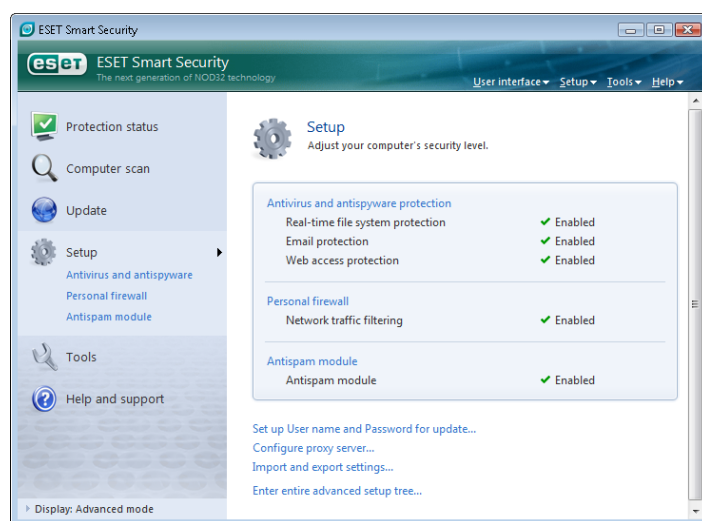 ESET Smart Security
eset ESET Smart Security
The next generation of NOD32 technology
User interface Setup Tools Help
Protection status
Computer scan
Update
Setup
Antivirus and antispyware
Personal firewall
Antispam module
Tools
Help and support
Display: Advanced mode
Setup
Adjust your computer's security level.
Antivirus and antispyware protection
Real-time file system protection Enabled
Email protection Enabled
Web access protection Enabled
Personal firewall
Network traffic filtering Enabled
Antispam module
Antispam module Enabled
Set up User name and Password for update...
Configure proxy server...
Import and export settings...
Enter entire advanced setup tree...